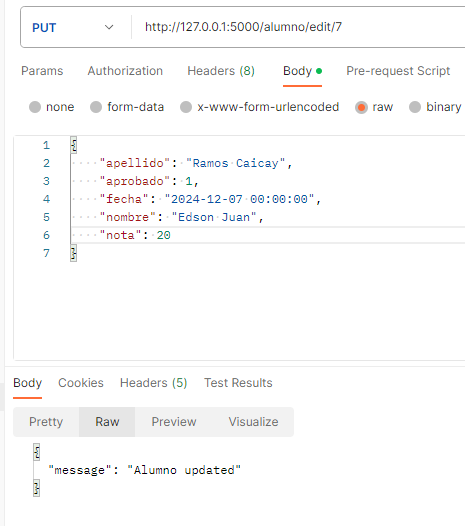 PUT http://127.0.0.1:5000/alumno/edit/7
Params Authorization Headers (8) Body Pre-request Script
none form-data x-www-form-urlencoded raw binary
1 {
2 "apellido": "Ramos Caicay",
3 "aprobado": 1,
4 "fecha": "2024-12-07 00:00:00",
5 "nombre": "Edson Juan",
6 "nota": 20
7 }
Body Cookies Headers (5) Test Results
Pretty Raw Preview Visualize
{
"message": "Alumno updated"
}